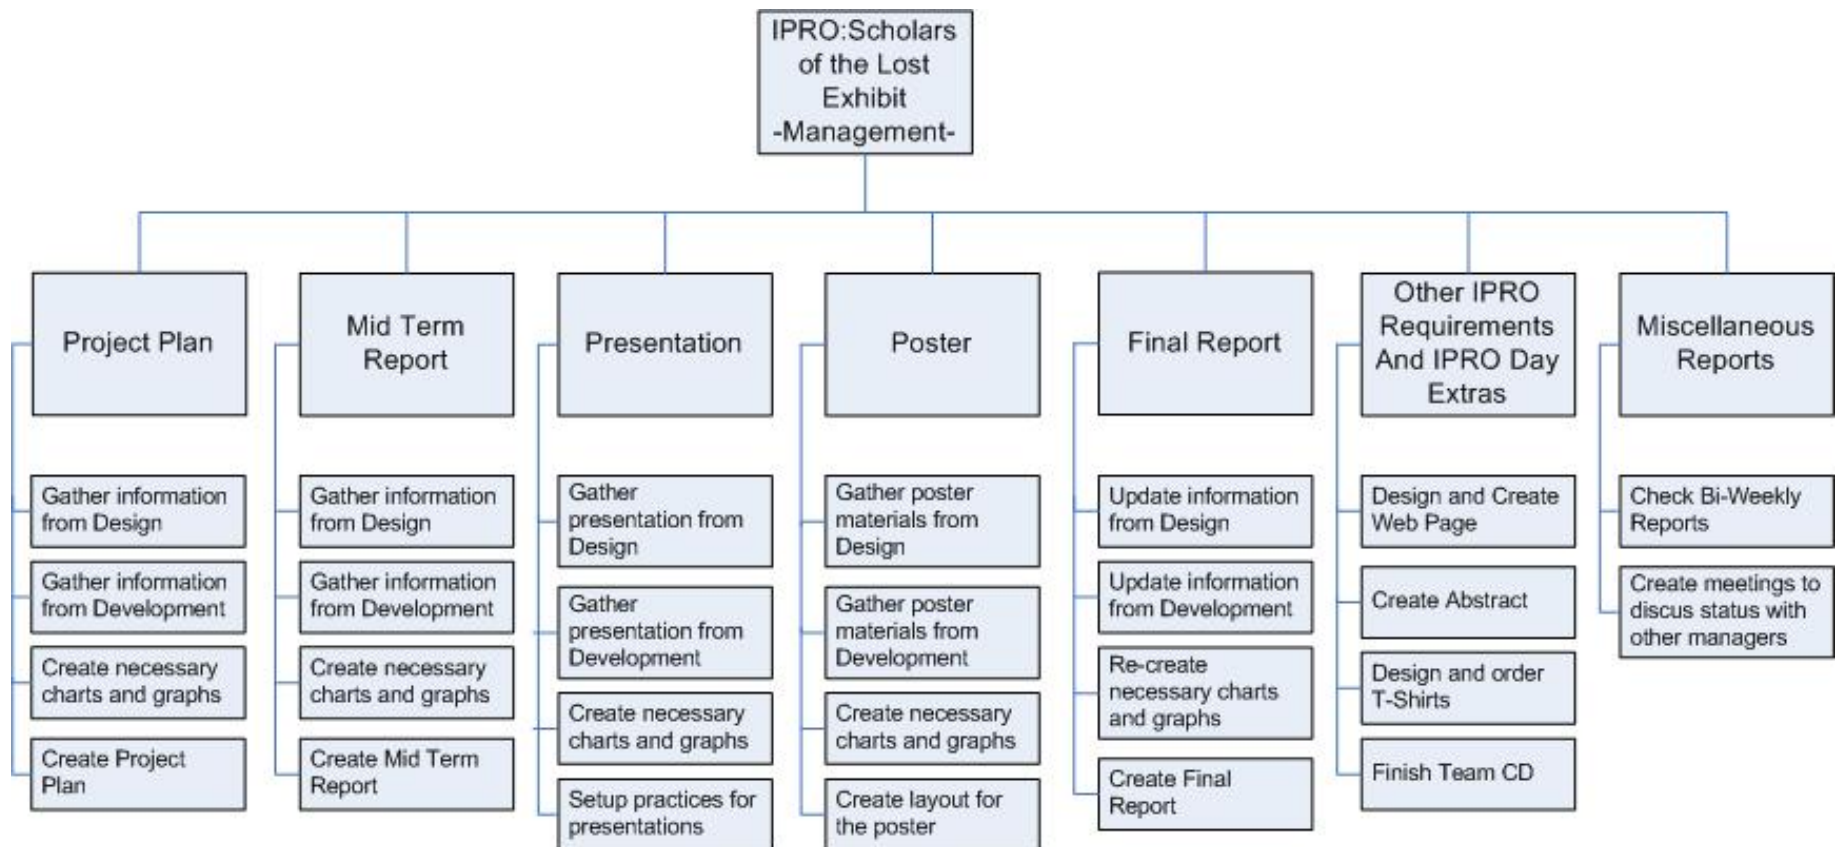 IPRO:Scholars
of the Lost
Exhibit
-Management-
Project Plan
Gather information
from Design
Gather information
from Development
Create necessary
charts and graphs
Create Project
Plan
Mid Term
Report
Gather information
from Design
Gather information
from Development
Create necessary
charts and graphs
Create Mid Term
Report
Presentation
Gather
presentation from
Design
Gather
presentation from
Development
Create necessary
charts and graphs
Setup practices for
presentations
Poster
Gather poster
materials from
Design
Gather poster
materials from
Development
Create necessary
charts and graphs
Create layout for
the poster
Final Report
Update information
from Design
Update information
from Development
Re-create
necessary charts
and graphs
Create Final
Report
Other IPRO
Requirements
And IPRO Day
Extras
Design and Create
Web Page
Create Abstract
Design and order
T-Shirts
Finish Team CD
Miscellaneous
Reports
Check Bi-Weekly
Reports
Create meetings to
discus status with
other managers